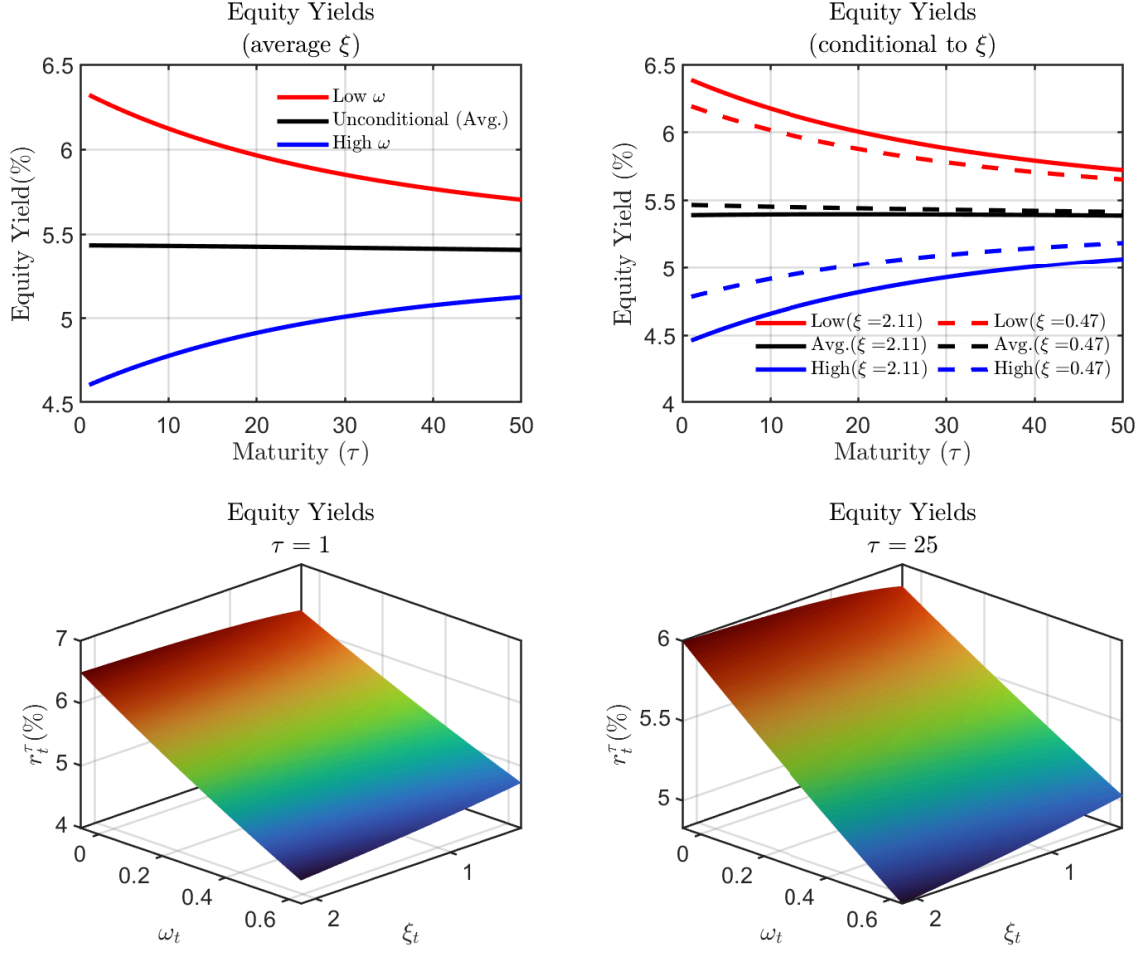 Equity Yields
(average ξ)
Equity Yield(%)
6.5
6
5.5
5
4.5
Low ω
Unconditional (Avg.)
High ω
0 10 20 30 40 50
Maturity (τ)
Equity Yields
(conditional to ξ)
Equity Yield (%)
6.5
6
5.5
5
4.5
4
Low(ξ =2.11) Low(ξ =0.47)
Avg.(ξ =2.11) Avg.(ξ =0.47)
High(ξ =2.11) High(ξ =0.47)
0 10 20 30 40 50
Maturity (τ)
Equity Yields
τ = 1
r_t^τ(%)
7
6
5
4
0 0.2 0.4 0.6
ω_t
2 1
ξ_t
Equity Yields
τ = 25
r_t^τ(%)
6
5.5
5
0 0.2 0.4 0.6
ω_t
2 1
ξ_t